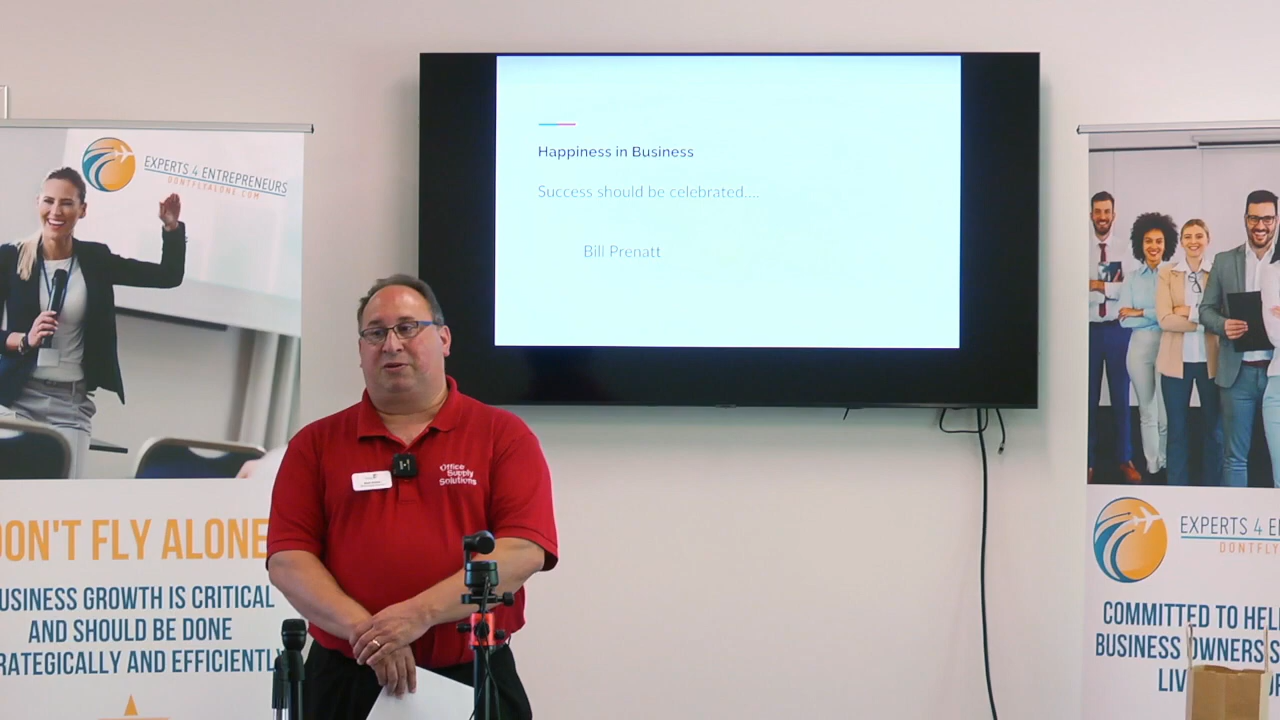 EXPERTS 4 ENTREPRENEURS
DONTFLYALONE.COM
DON'T FLY ALONE
USINESS GROWTH IS CRITICAL
AND SHOULD BE DONE
RATEGICALLY AND EFFICIENTLY
Happiness in Business
Success should be celebrated....
Bill Prenatt
Office
Supply
Solutions
EXPERTS 4 E
DONTFLY
COMMITTED TO HEL
BUSINESS OWNERS S
LIV